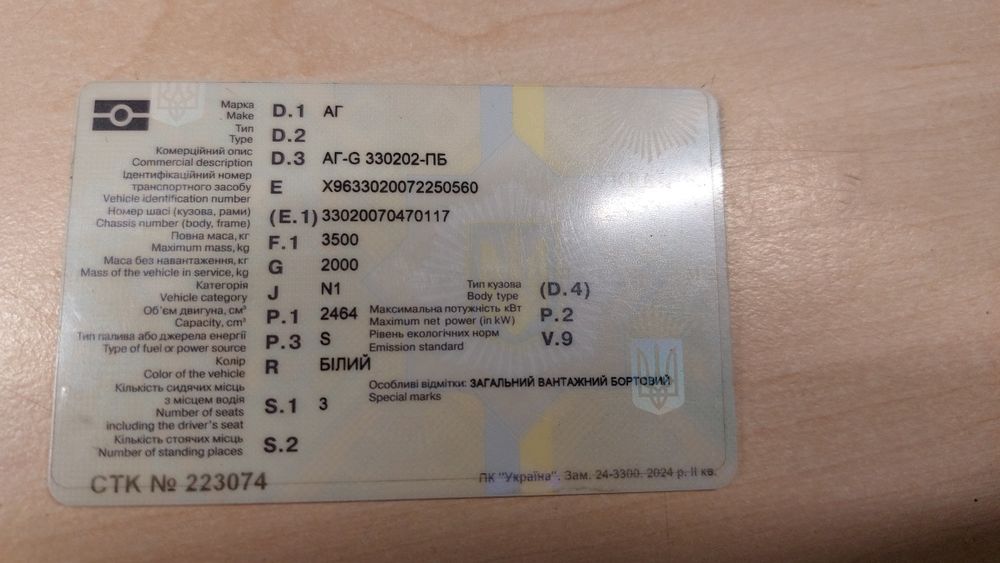 Марка
Make D.1 АГ
Тип
Type D.2
Комерційний опис
Commercial description D.3 АГ-G 330202-ПБ
Ідентифікаційний номер
транспортного засобу
Vehicle identification number E X9633020072250560
Номер шасі (кузова, рами)
Chassis number (body, frame) (E.1) 33020070470117
Повна маса, кг
Maximum mass, kg F.1 3500
Маса без навантаження, кг
Mass of the vehicle in service, kg G 2000
Категорія
Vehicle category J N1
Тип кузова
Body type (D.4)
Об'єм двигуна, см³
Capacity, cm³ P.1 2464
Максимальна потужність кВт
Maximum net power (in kW) P.2
Тип палива або джерела енергії
Type of fuel or power source P.3 S
Рівень екологічних норм
Emission standard V.9
Колір
Color of the vehicle R БІЛИЙ
Особливі відмітки: ЗАГАЛЬНИЙ ВАНТАЖНИЙ БОРТОВИЙ
Special marks
Кількість сидячих місць
з місцем водія
Number of seats
including the driver's seat S.1 3
Кількість стоячих місць
Number of standing places S.2
СТК № 223074
ПК "Україна". Зам. 24-3300. 2024 р. II кв.